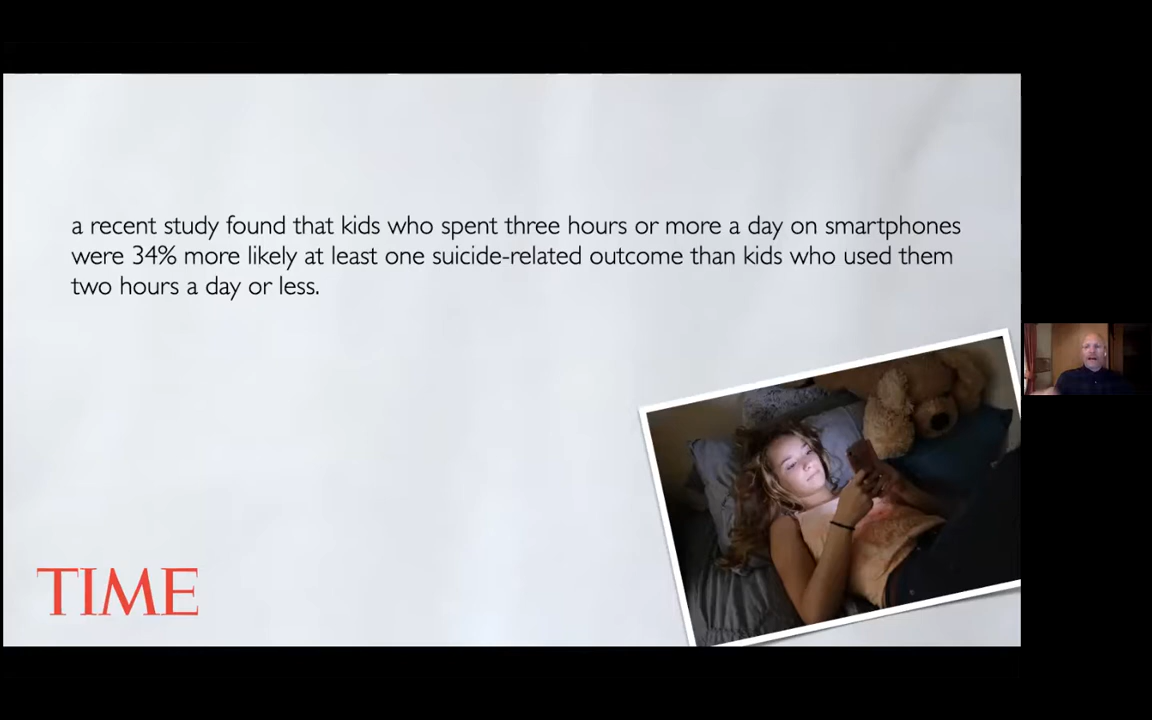 a recent study found that kids who spent three hours or more a day on smartphones
were 34% more likely at least one suicide-related outcome than kids who used them
two hours a day or less.
TIME